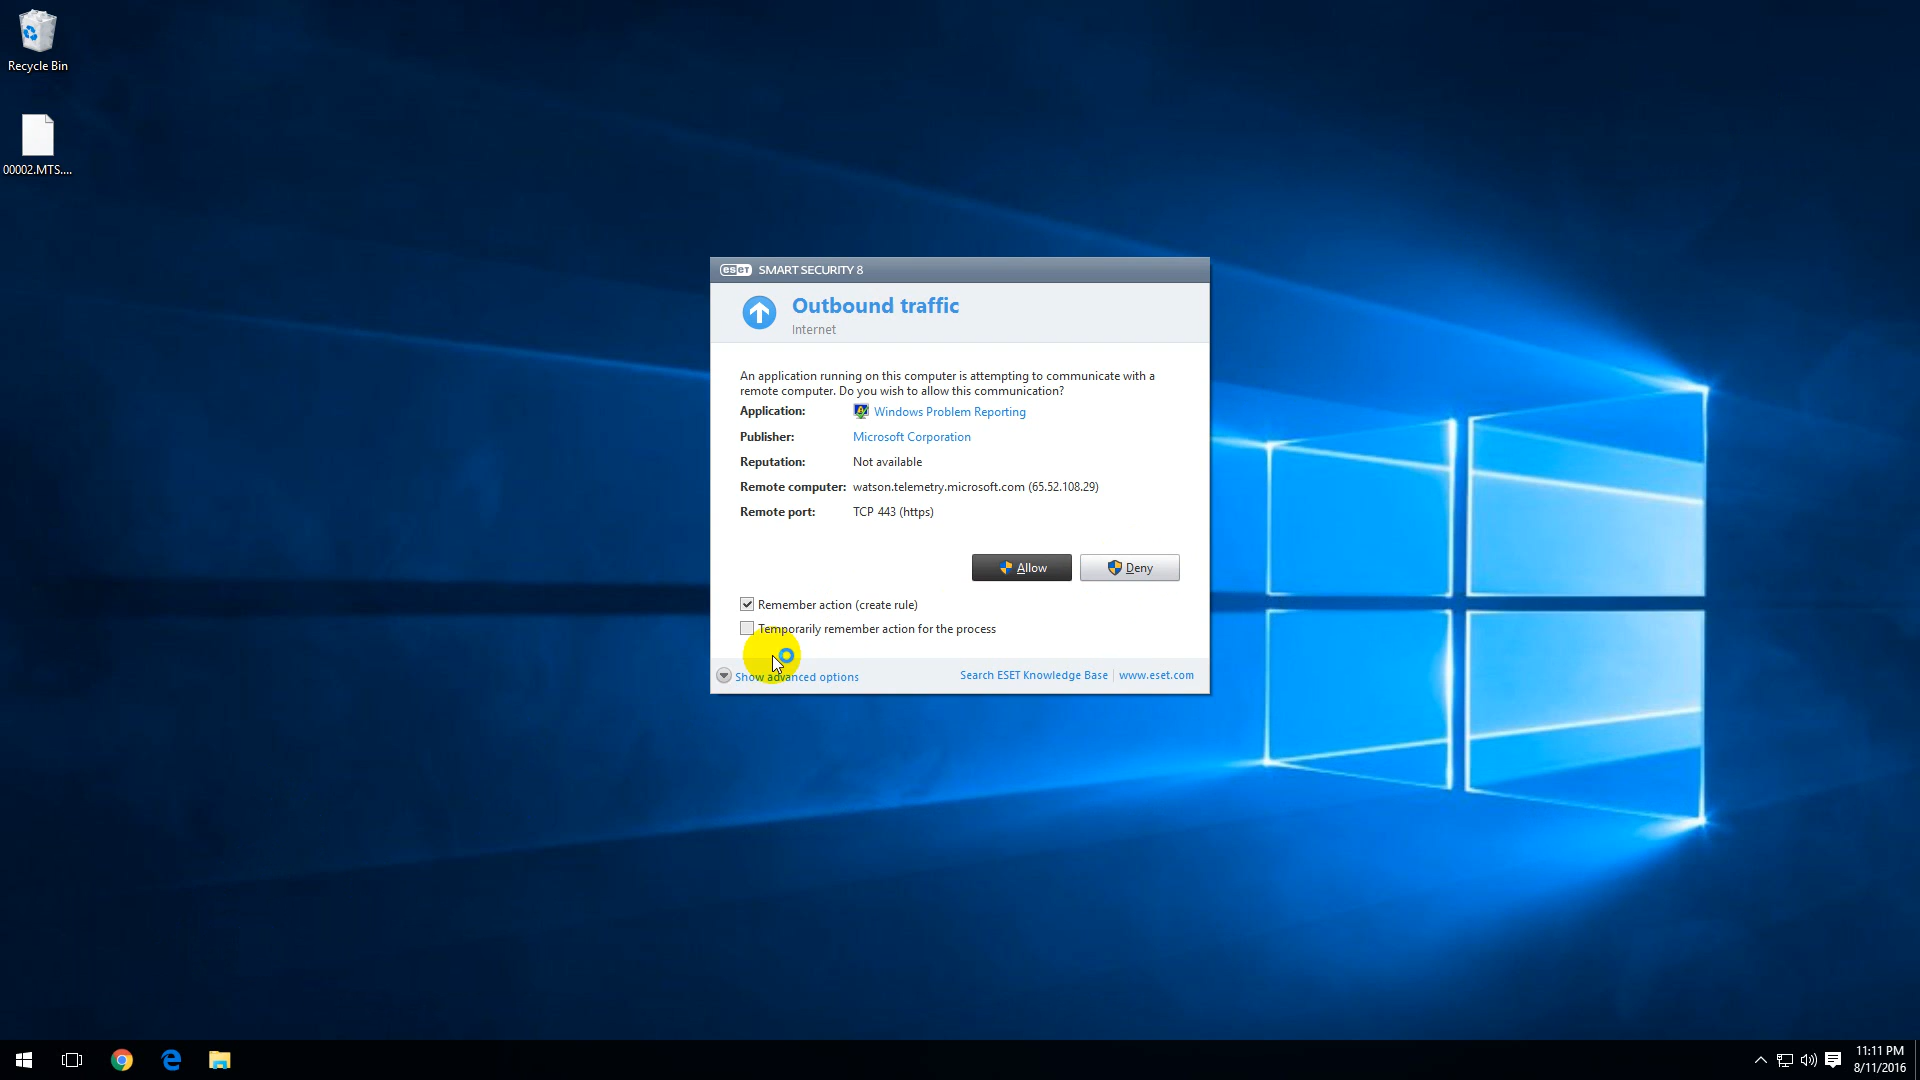 Recycle Bin
00002.MTS....
eseT SMART SECURITY 8
Outbound traffic
Internet
An application running on this computer is attempting to communicate with a
remote computer. Do you wish to allow this communication?
Application: Windows Problem Reporting
Publisher: Microsoft Corporation
Reputation: Not available
Remote computer: watson.telemetry.microsoft.com (65.52.108.29)
Remote port: TCP 443 (https)
Allow Deny
Remember action (create rule)
Temporarily remember action for the process
Show advanced options Search ESET Knowledge Base www.eset.com
11:11 PM
8/11/2016